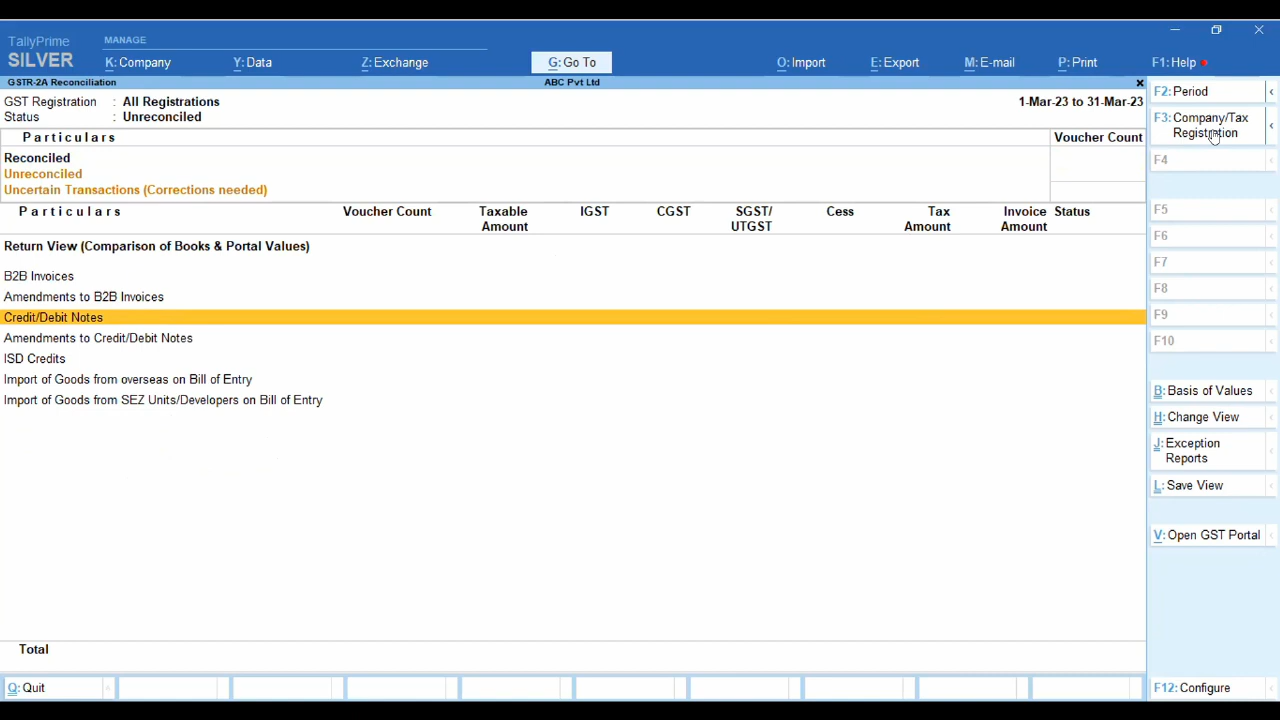 TallyPrime
SILVER
MANAGE
K: Company
Y: Data
Z: Exchange
G: Go To
O: Import
E: Export
M: E-mail
P: Print
F1: Help
GSTR-2A Reconciliation
ABC Pvt Ltd
GST Registration : All Registrations
1-Mar-23 to 31-Mar-23
Status : Unreconciled
Particulars
Voucher Count
Reconciled
Unreconciled
Uncertain Transactions (Corrections needed)
Particulars
Voucher Count
Taxable
Amount
IGST
CGST
SGST/
UTGST
Cess
Tax
Amount
Invoice
Amount
Status
Return View (Comparison of Books & Portal Values)
B2B Invoices
Amendments to B2B Invoices
Credit/Debit Notes
Amendments to Credit/Debit Notes
ISD Credits
Import of Goods from overseas on Bill of Entry
Import of Goods from SEZ Units/Developers on Bill of Entry
Total
Q: Quit
F2: Period
F3: Company/Tax
Registration
F4
F5
F6
F7
F8
F9
F10
B: Basis of Values
H: Change View
J: Exception
Reports
L: Save View
V: Open GST Portal
F12: Configure